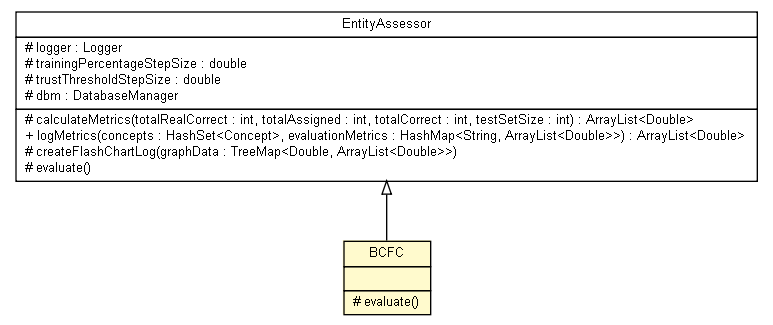 EntityAssessor
# logger : Logger
# trainingPercentageStepSize : double
# trustThresholdStepSize : double
# dbm : DatabaseManager
# calculateMetrics(totalRealCorrect : int, totalAssigned : int, totalCorrect : int, testSetSize : int) : ArrayList<Double>
+ logMetrics(concepts : HashSet<Concept>, evaluationMetrics : HashMap<String, ArrayList<Double>>) : ArrayList<Double>
# createFlashChartLog(graphData : TreeMap<Double, ArrayList<Double>>)
# evaluate()
BCFC
# evaluate()